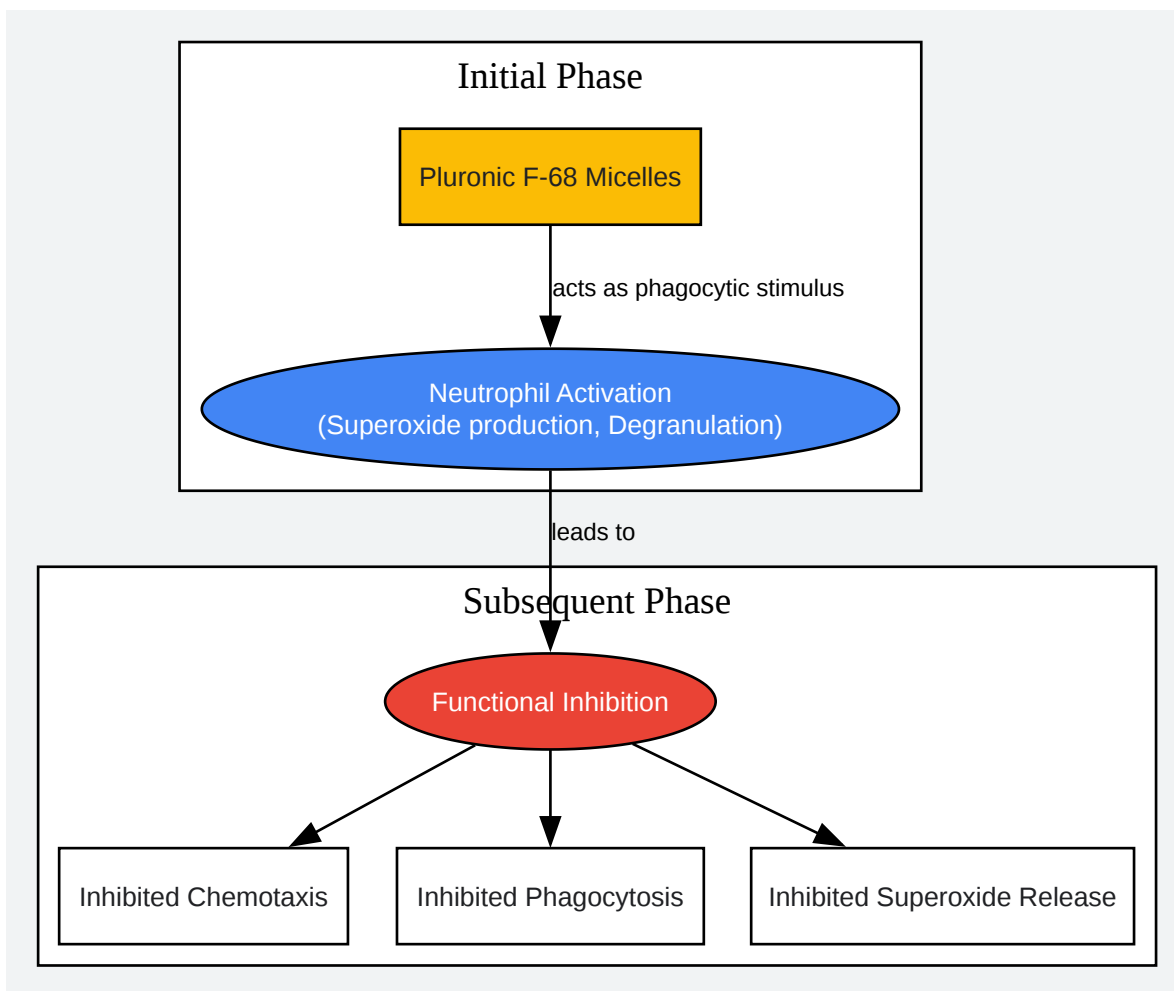 Initial Phase
Pluronic F-68 Micelles
acts as phagocytic stimulus
Neutrophil Activation
(Superoxide production, Degranulation)
leads to
Subsequent Phase
Functional Inhibition
Inhibited Chemotaxis
Inhibited Phagocytosis
Inhibited Superoxide Release